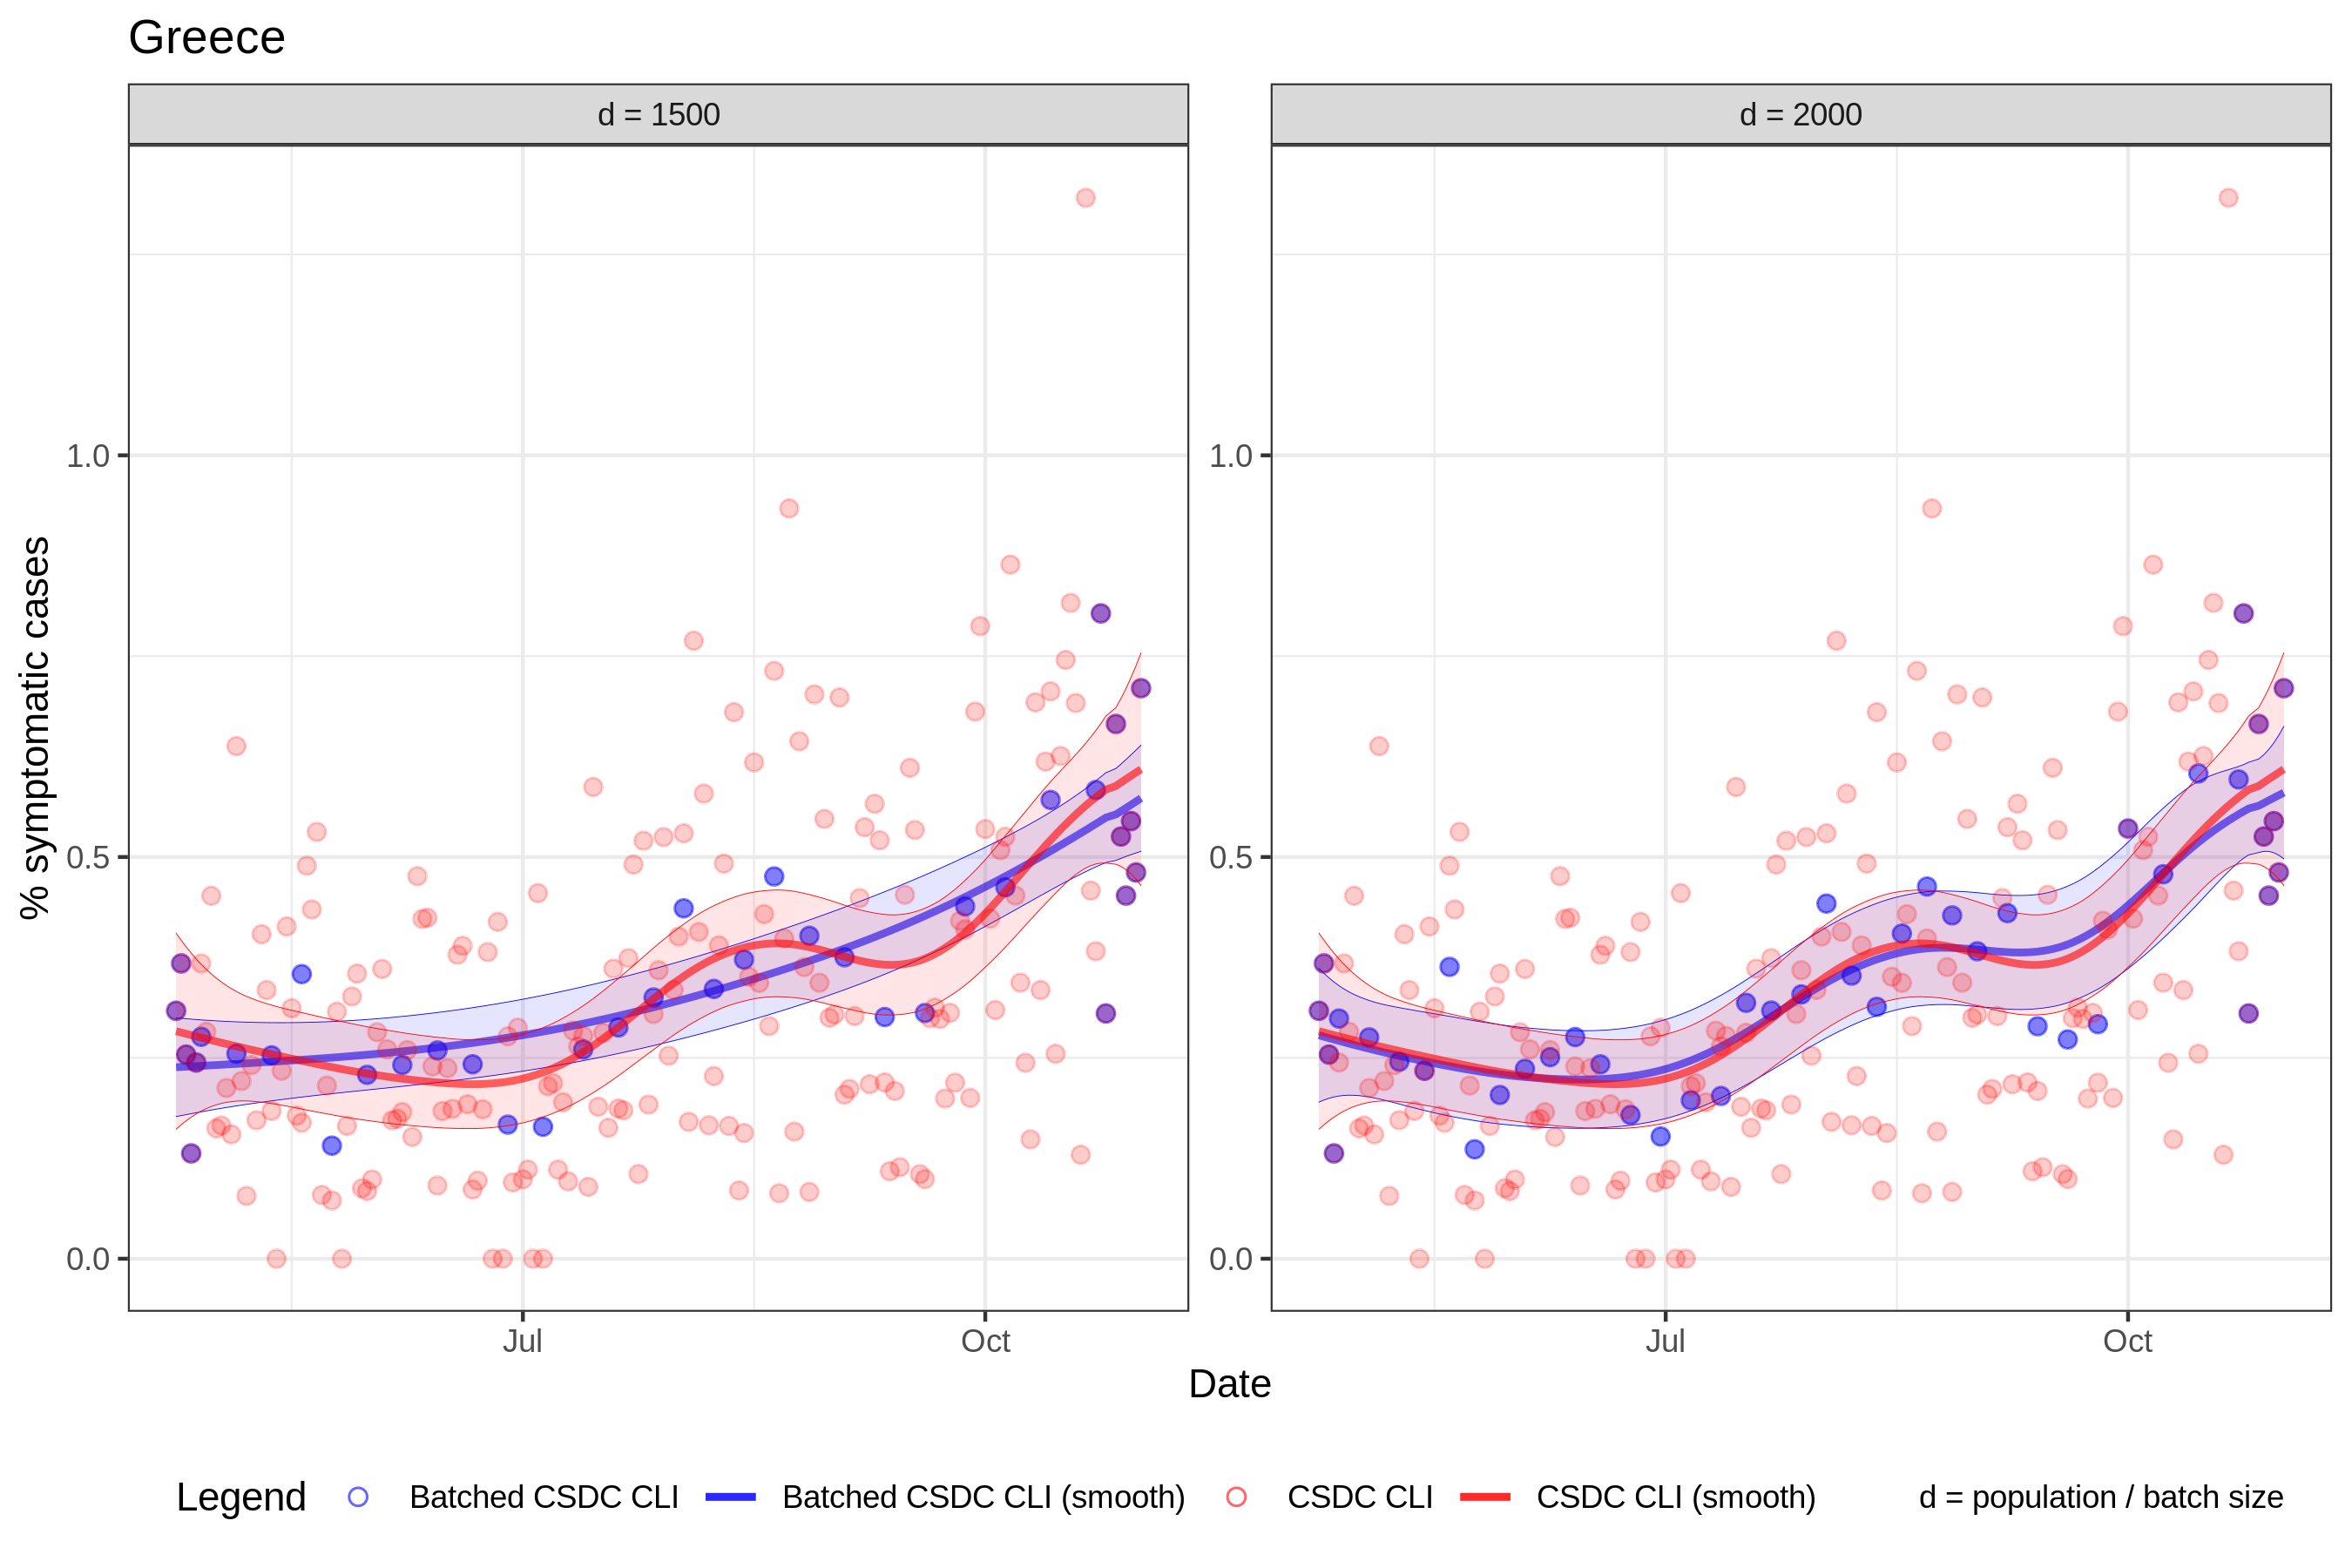 Greece
d = 1500
d = 2000
% symptomatic cases
1.0
0.5
0.0
1.0
0.5
0.0
Jul
Oct
Jul
Oct
Date
Legend
Batched CSDC CLI
Batched CSDC CLI (smooth)
CSDC CLI
CSDC CLI (smooth)
d = population / batch size